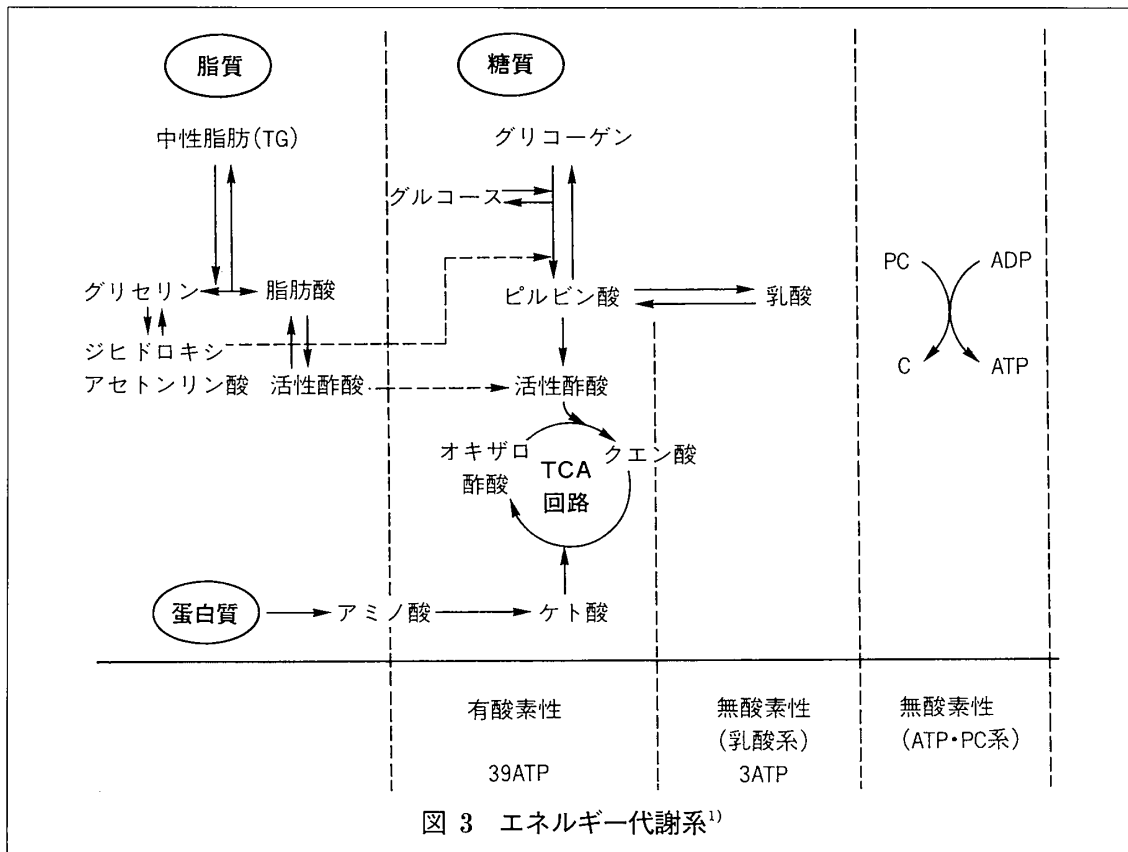 脂質
糖質
中性脂肪(TG)
グリコーゲン
グルコース
グリセリン
脂肪酸
ピルビン酸
乳酸
PC
ADP
ジヒドロキシ
アセトンリン酸
活性酢酸
活性酢酸
C
ATP
オキザロ
酢酸
TCA
回路
クエン酸
蛋白質
アミノ酸
ケト酸
有酸素性
39ATP
無酸素性
(乳酸系)
3ATP
無酸素性
(ATP・PC系)
図 3 エネルギー代謝系1)